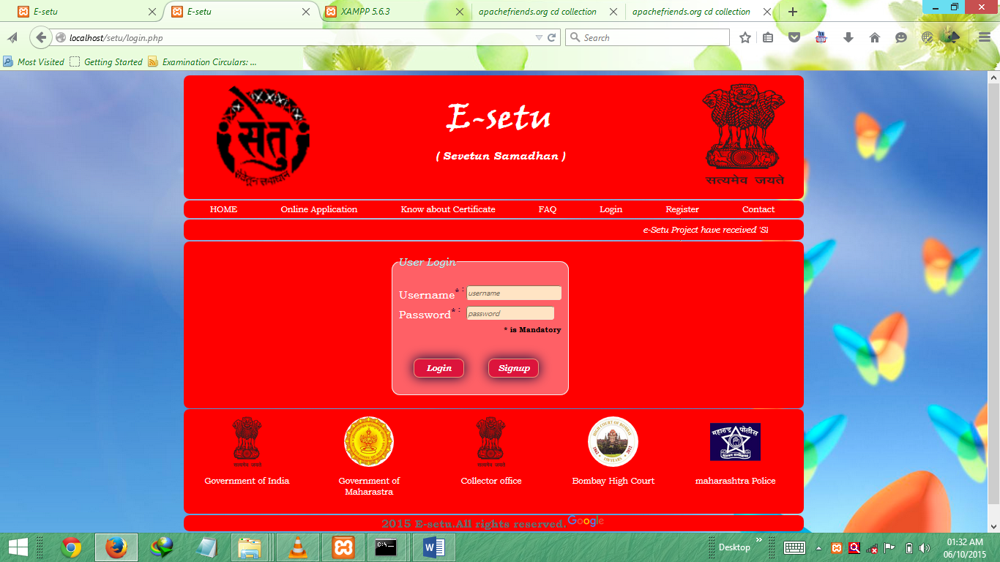 E-setu
E-setu
XAMPP 5.6.3
apachefriends.org cd collection
apachefriends.org cd collection
localhost/setu/login.php
Search
Most Visited
Getting Started
Examination Circulars: ...
सेतु
सेवेतून समाधान
E-setu
( Sevetun Samadhan )
सत्यमेव जयते
HOME
Online Application
Know about Certificate
FAQ
Login
Register
Contact
e-Setu Project have received 'SI
User Login
Username* :
username
Password* :
password
* is Mandatory
Login
Signup
सत्यमेव जयते
सत्यमेव जयते
HIGH COURT OF BOMBAY
1862
150 YEARS
2012
महाराष्ट्र पोलीस
Government of India
Government of
Maharastra
Collector office
Bombay High Court
maharashtra Police
2015 E-setu.All rights reserved.
Google
Desktop
01:32 AM
06/10/2015